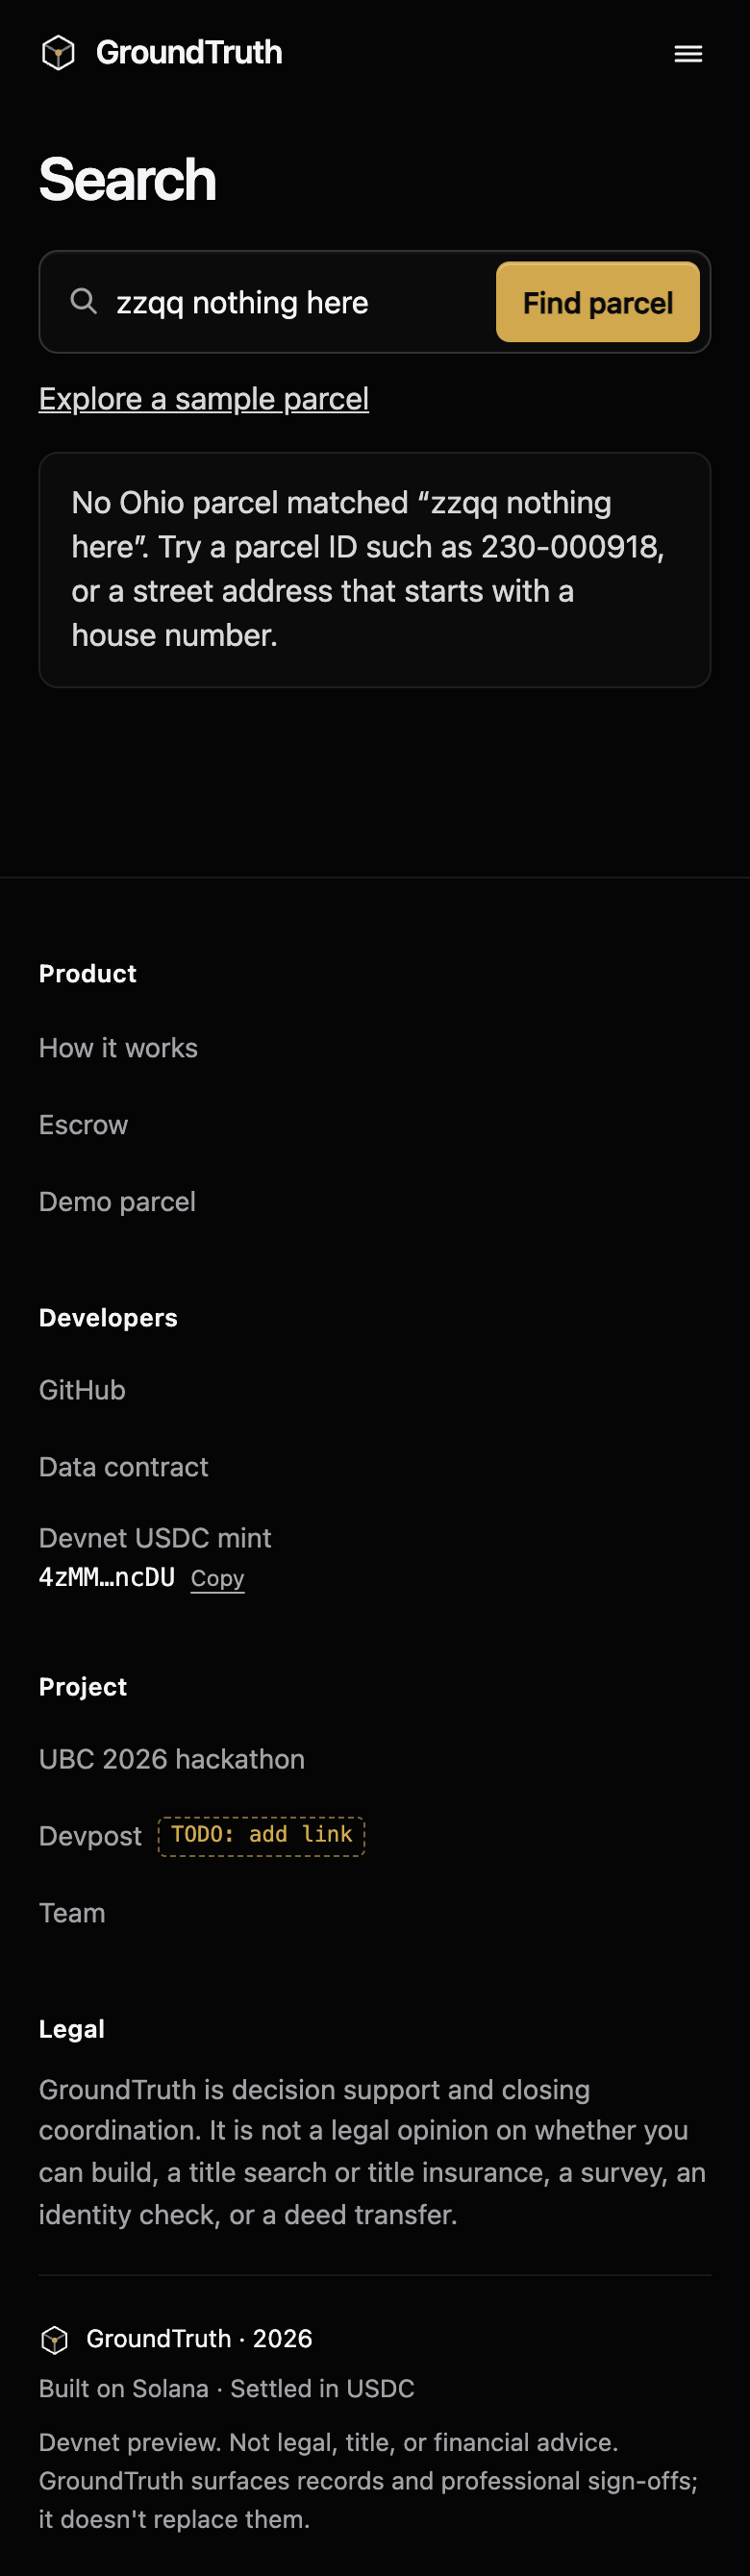 GroundTruth
Search
zzqq nothing here
Find parcel
Explore a sample parcel
No Ohio parcel matched “zzqq nothing
here”. Try a parcel ID such as 230-000918,
or a street address that starts with a
house number.
Product
How it works
Escrow
Demo parcel
Developers
GitHub
Data contract
Devnet USDC mint
4zMM…ncDU Copy
Project
UBC 2026 hackathon
Devpost TODO: add link
Team
Legal
GroundTruth is decision support and closing
coordination. It is not a legal opinion on whether you
can build, a title search or title insurance, a survey, an
identity check, or a deed transfer.
GroundTruth · 2026
Built on Solana · Settled in USDC
Devnet preview. Not legal, title, or financial advice.
GroundTruth surfaces records and professional sign-offs;
it doesn't replace them.